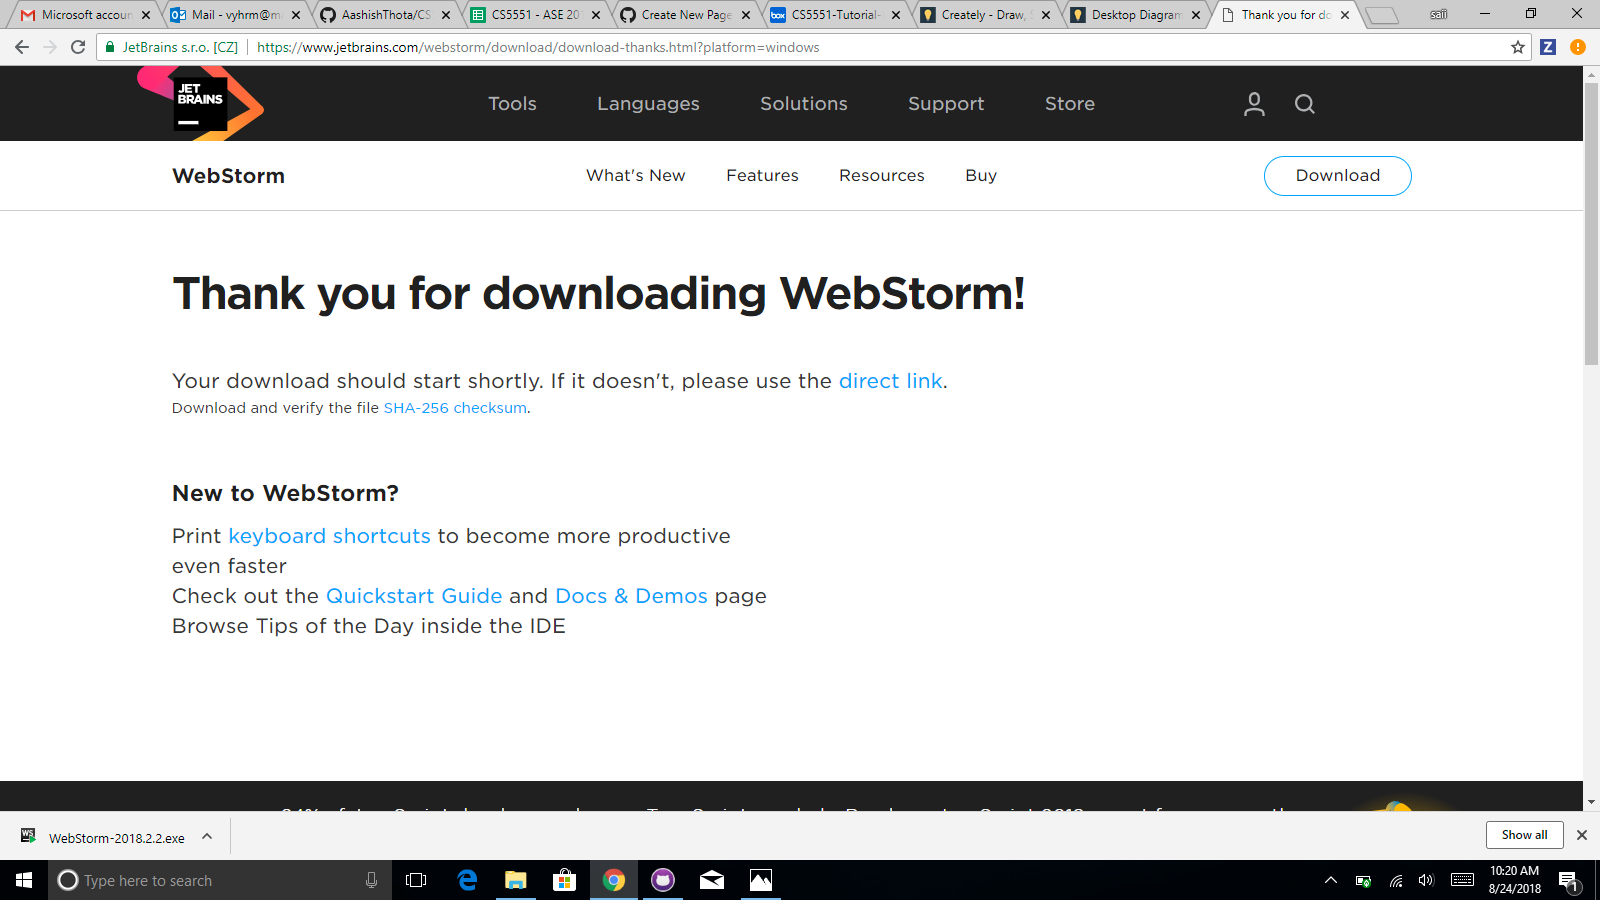 Microsoft accoun
Mail - vyhrm@m
AashishThota/CS
CS5551 - ASE 20
Create New Page
CS5551-Tutorial-
Creately - Draw,
Desktop Diagram
Thank you for do
saii
JetBrains s.r.o. [CZ]
https://www.jetbrains.com/webstorm/download/download-thanks.html?platform=windows
Z
JET
BRAINS
Tools
Languages
Solutions
Support
Store
WebStorm
What's New
Features
Resources
Buy
Download
Thank you for downloading WebStorm!
Your download should start shortly. If it doesn't, please use the direct link.
Download and verify the file SHA-256 checksum.
New to WebStorm?
Print keyboard shortcuts to become more productive
even faster
Check out the Quickstart Guide and Docs & Demos page
Browse Tips of the Day inside the IDE
WS
WebStorm-2018.2.2.exe
Show all
Type here to search
10:20 AM
8/24/2018
1